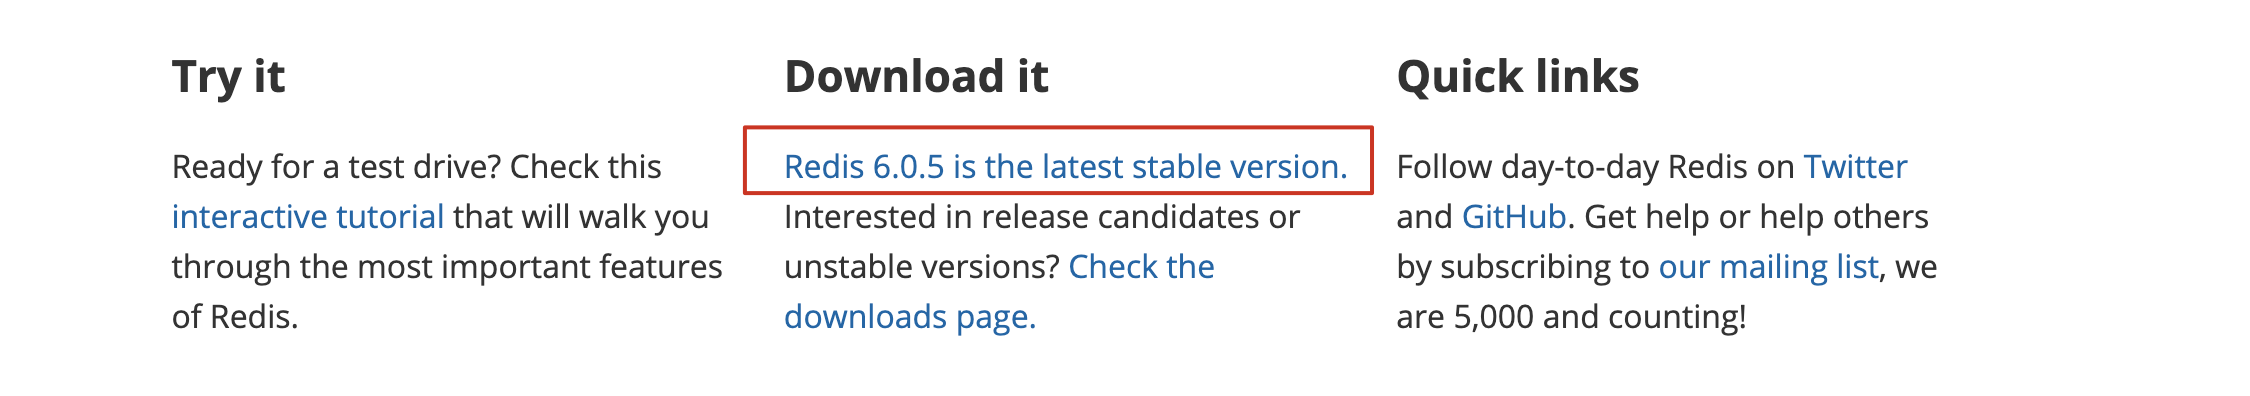 Try it
Ready for a test drive? Check this
interactive tutorial that will walk you
through the most important features
of Redis.
Download it
Redis 6.0.5 is the latest stable version.
Interested in release candidates or
unstable versions? Check the
downloads page.
Quick links
Follow day-to-day Redis on Twitter
and GitHub. Get help or help others
by subscribing to our mailing list, we
are 5,000 and counting!